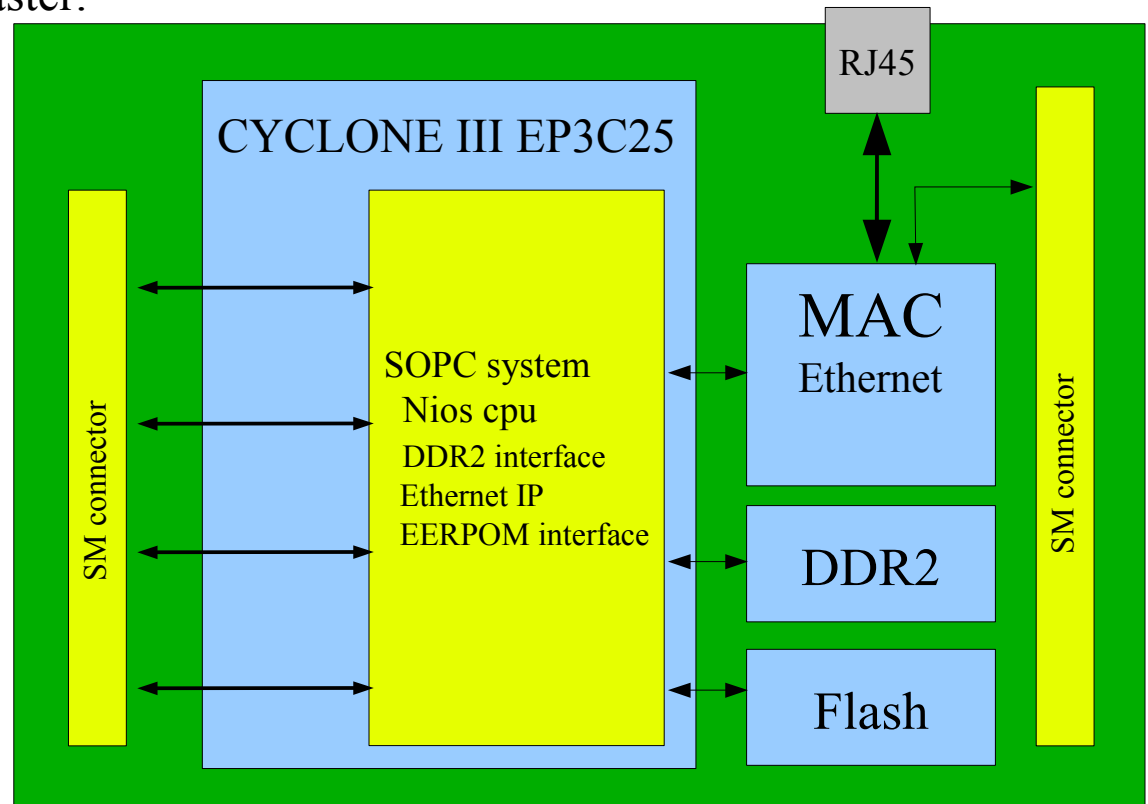 RJ45
CYCLONE III EP3C25
SM connector
SOPC system
Nios cpu
DDR2 interface
Ethernet IP
EERPOM interface
MAC
Ethernet
DDR2
Flash
SM connector